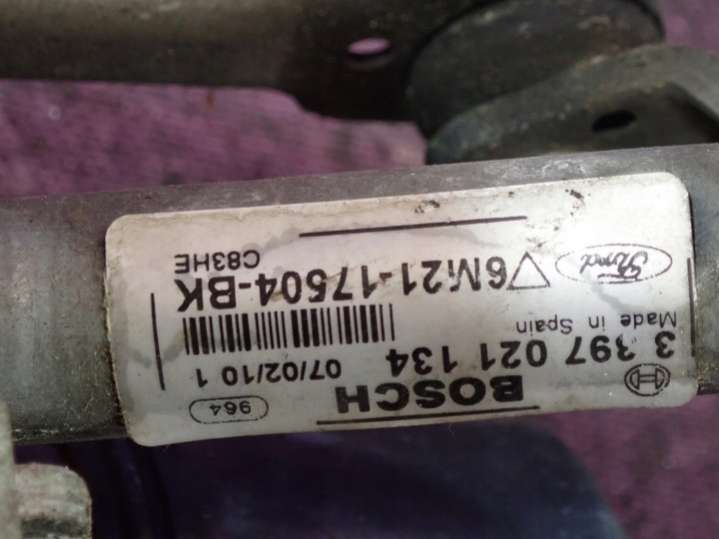 BOSCH 964
3 397 021 134 07/02/10 1
Made in Spain
Ford 6M21-17504-BK
C83HE